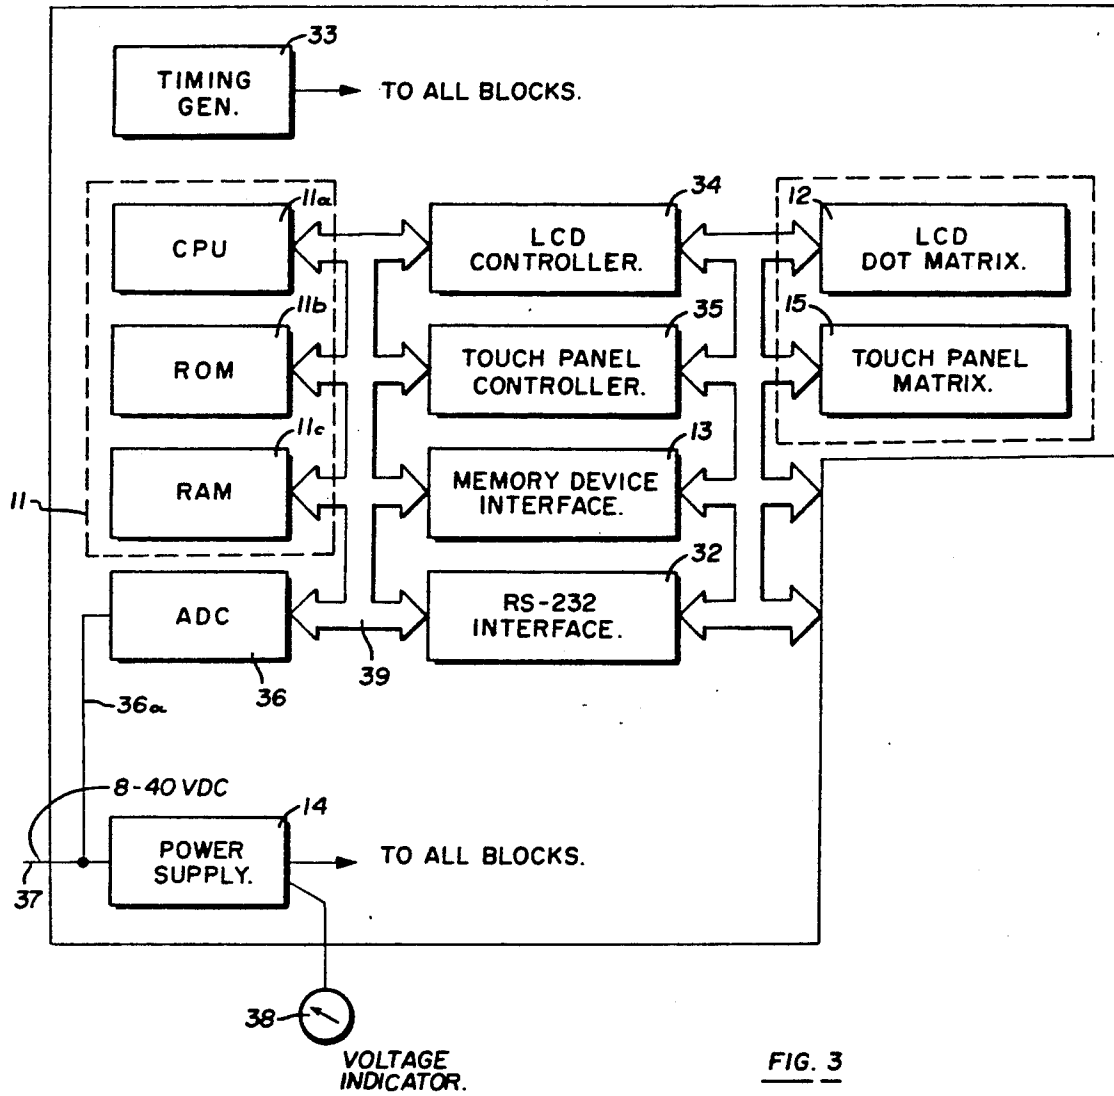 33
TIMING
GEN.
TO ALL BLOCKS.
11a
CPU
34
LCD
CONTROLLER.
12
LCD
DOT MATRIX.
11b
ROM
35
TOUCH PANEL
CONTROLLER.
15
TOUCH PANEL
MATRIX.
11c
RAM
11
13
MEMORY DEVICE
INTERFACE.
ADC
36
39
32
RS-232
INTERFACE.
36a
8-40 VDC
37
14
POWER
SUPPLY.
TO ALL BLOCKS.
38
VOLTAGE
INDICATOR.
FIG. 3